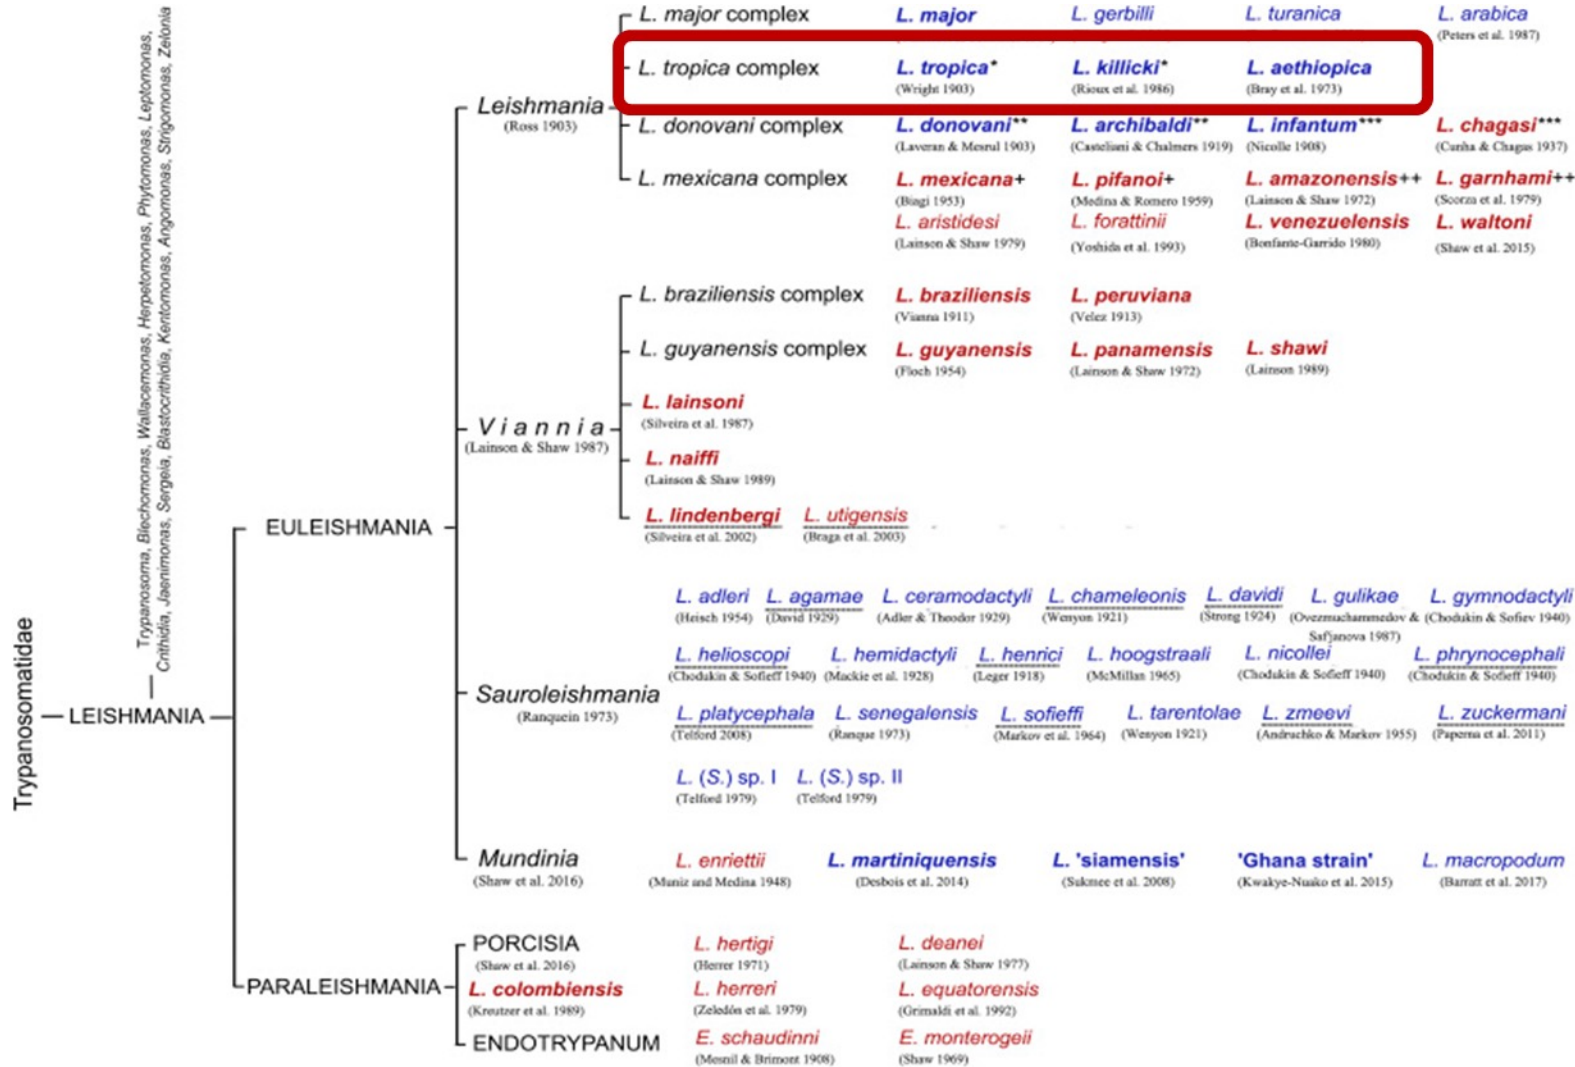 Trypanosoma, Blechomonas, Wallacemonas, Herpetomonas, Phytomonas, Leptomonas,
Crithidia, Jaenimonas, Sergeia, Blastocrithidia, Kentomonas, Angomonas, Strigomonas, Zelonia
Trypanosomatidae
LEISHMANIA
EULEISHMANIA
Leishmania
(Ross 1903)
L. major complex L. major L. gerbilli L. turanica L. arabica
(Peters et al. 1987)
L. tropica complex L. tropica* L. killicki* L. aethiopica
(Wright 1903) (Rioux et al. 1986) (Bray et al. 1973)
L. donovani complex L. donovani** L. archibaldi** L. infantum*** L. chagasi***
(Laveran & Mesnil 1903) (Castellani & Chalmers 1919) (Nicolle 1908) (Cunha & Chagas 1937)
L. mexicana complex L. mexicana+ L. pifanoi+ L. amazonensis++ L. garnhami++
(Biagi 1953) (Medina & Romero 1959) (Lainson & Shaw 1972) (Scorza et al. 1979)
L. aristidesi L. forattinii L. venezuelensis L. waltoni
(Lainson & Shaw 1979) (Yoshida et al. 1993) (Bonfante-Garrido 1980) (Shaw et al. 2015)
Viannia
(Lainson & Shaw 1987)
L. braziliensis complex L. braziliensis L. peruviana
(Vianna 1911) (Velez 1913)
L. guyanensis complex L. guyanensis L. panamensis L. shawi
(Floch 1954) (Lainson & Shaw 1972) (Lainson 1989)
L. lainsoni
(Silveira et al. 1987)
L. naiffi
(Lainson & Shaw 1989)
L. lindenbergi L. utigensis
(Silveira et al. 2002) (Braga et al. 2003)
Sauroleishmania
(Ranquein 1973)
L. adleri L. agamae L. ceramodactyli L. chameleonis L. davidi L. gulikae L. gymnodactyli
(Heisch 1954) (David 1929) (Adler & Theodor 1929) (Wenyon 1921) (Strong 1924) (Ovezmuchammedov & (Chodukin & Sofiev 1940)
Safjanova 1987)
L. helioscopi L. hemidactyli L. henrici L. hoogstraali L. nicollei L. phrynocephali
(Chodukin & Sofieff 1940) (Mackie et al. 1928) (Leger 1918) (McMillan 1965) (Chodukin & Sofieff 1940) (Chodukin & Sofieff 1940)
L. platycephala L. senegalensis L. sofieffi L. tarentolae L. zmeevi L. zuckermani
(Telford 2008) (Ranque 1973) (Markov et al. 1964) (Wenyon 1921) (Andruchko & Markov 1955) (Paperna et al. 2011)
L. (S.) sp. I L. (S.) sp. II
(Telford 1979) (Telford 1979)
Mundinia
(Shaw et al. 2016)
L. enriettii L. martiniquensis L. 'siamensis' 'Ghana strain' L. macropodum
(Muniz and Medina 1948) (Desbois et al. 2014) (Sukmee et al. 2008) (Kwakye-Nuako et al. 2015) (Barratt et al. 2017)
PARALEISHMANIA
PORCISIA L. hertigi L. deanei
(Shaw et al. 2016) (Herrer 1971) (Lainson & Shaw 1977)
L. colombiensis L. herreri L. equatorensis
(Kreutzer et al. 1989) (Zeledón et al. 1979) (Grimaldi et al. 1992)
ENDOTRYPANUM E. schaudinni E. monterogeii
(Mesnil & Brimont 1908) (Shaw 1969)